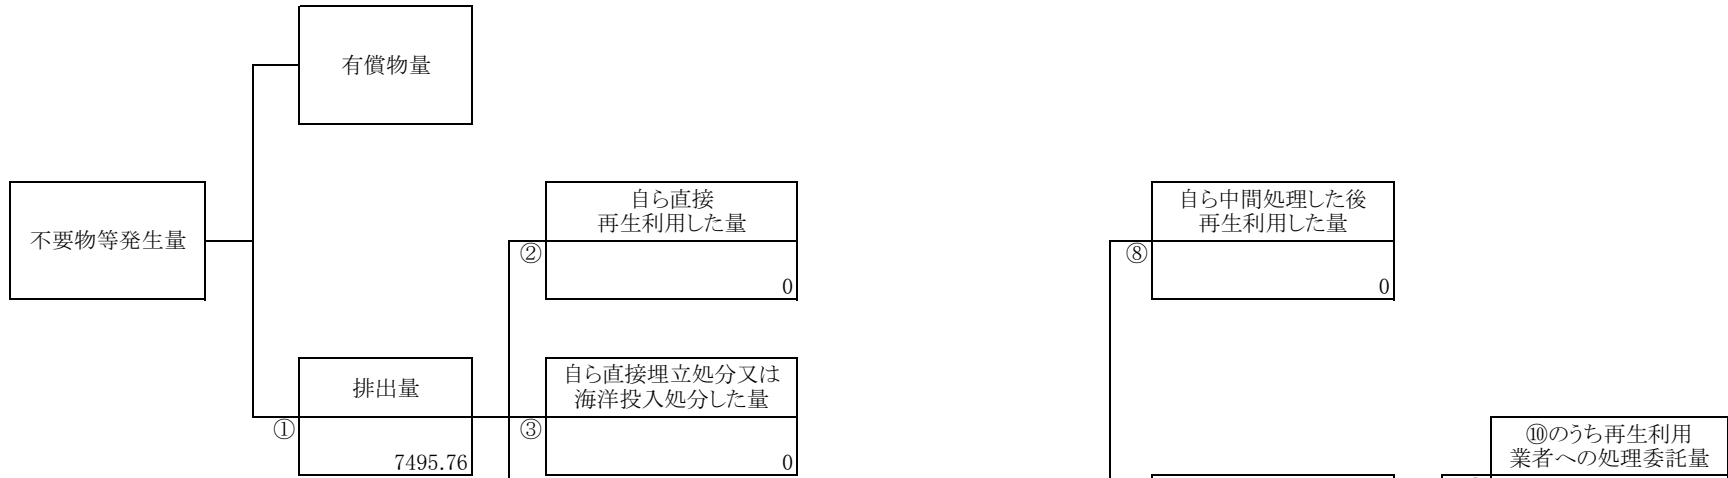 有償物量
不要物等発生量
自ら直接
再生利用した量
②
0
自ら中間処理した後
再生利用した量
⑧
0
排出量
①
7495.76
自ら直接埋立処分又は
海洋投入処分した量
③
0
⑩のうち再生利用
業者への処理委託量